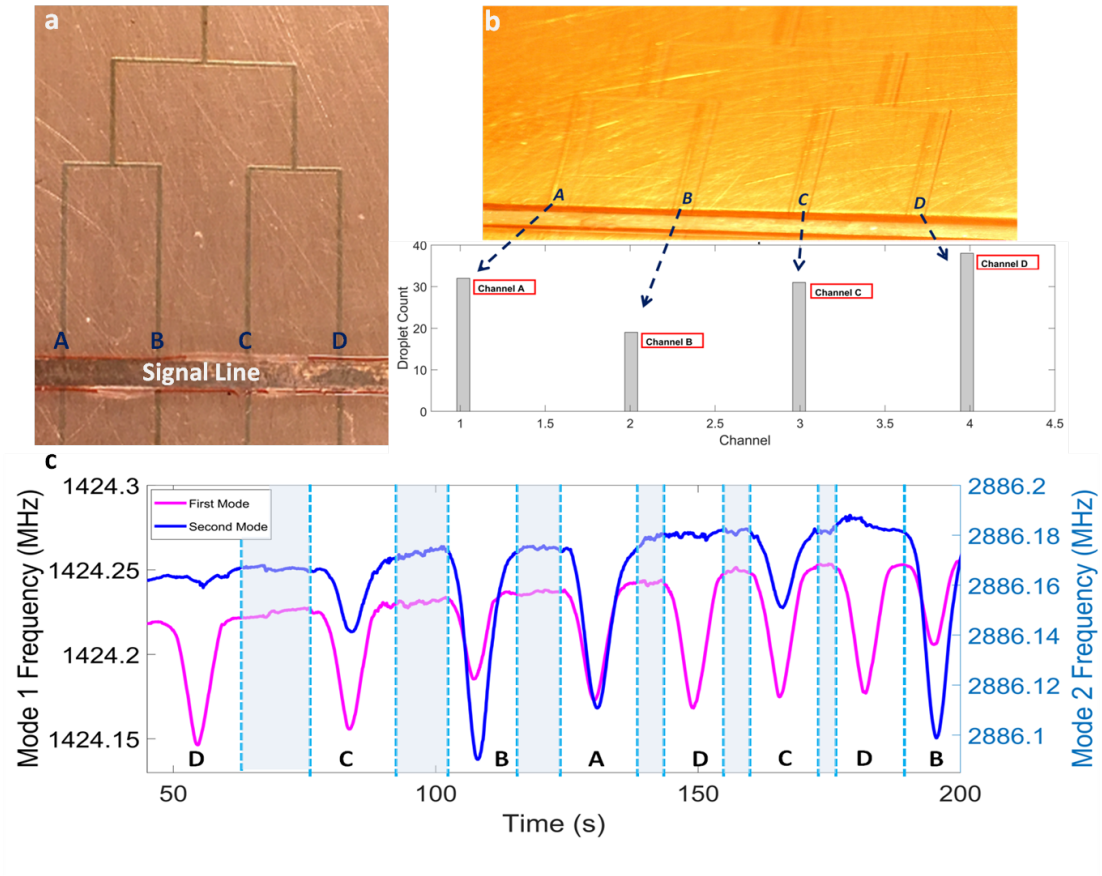 a
A B C D
Signal Line
b
A B C D
40
30
20
10
0
Droplet Count
Channel A
Channel B
Channel C
Channel D
1 1.5 2 2.5 3 3.5 4 4.5
Channel
c
1424.3
1424.25
1424.2
1424.15
Mode 1 Frequency (MHz)
First Mode
Second Mode
2886.2
2886.18
2886.16
2886.14
2886.12
2886.1
Mode 2 Frequency (MHz)
D C B A D C D B
50 100 150 200
Time (s)